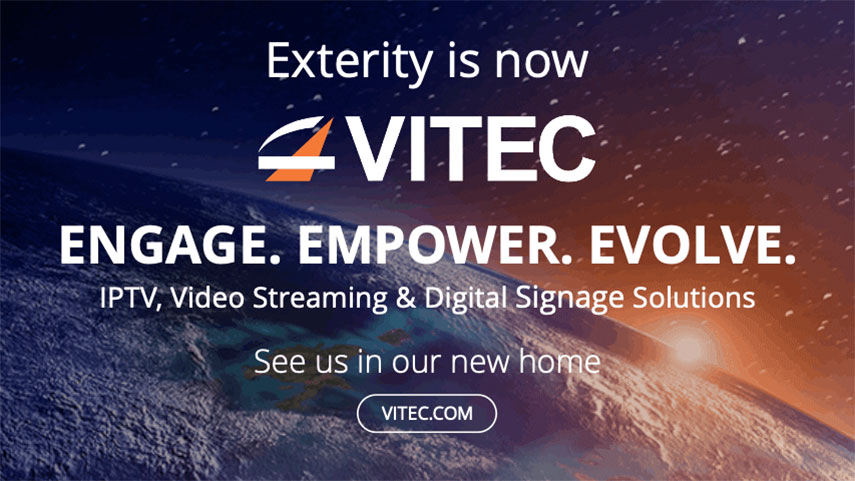 Exterity is now
VITEC
ENGAGE. EMPOWER. EVOLVE.
IPTV, Video Streaming & Digital Signage Solutions
See us in our new home
VITEC.COM